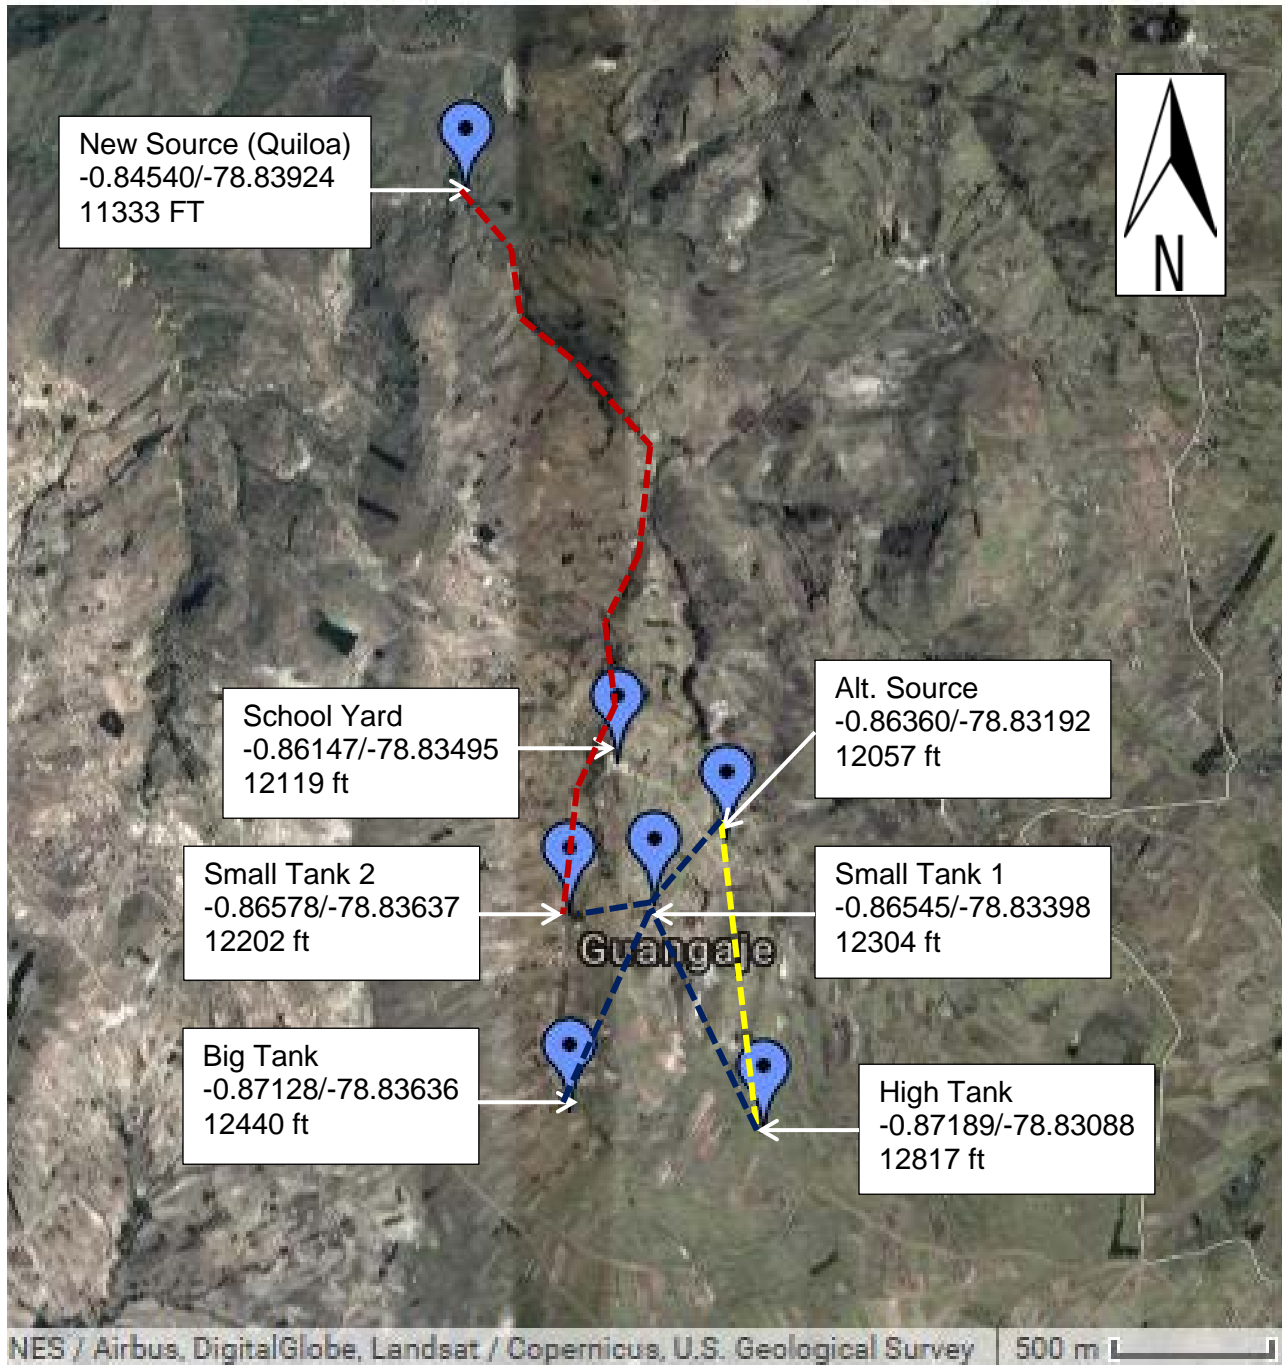 New Source (Quiloa)
-0.84540/-78.83924
11333 FT
N
School Yard
-0.86147/-78.83495
12119 ft
Alt. Source
-0.86360/-78.83192
12057 ft
Small Tank 2
-0.86578/-78.83637
12202 ft
Small Tank 1
-0.86545/-78.83398
12304 ft
Guangaje
Big Tank
-0.87128/-78.83636
12440 ft
High Tank
-0.87189/-78.83088
12817 ft
NES / Airbus, DigitalGlobe, Landsat / Copernicus, U.S. Geological Survey
500 m